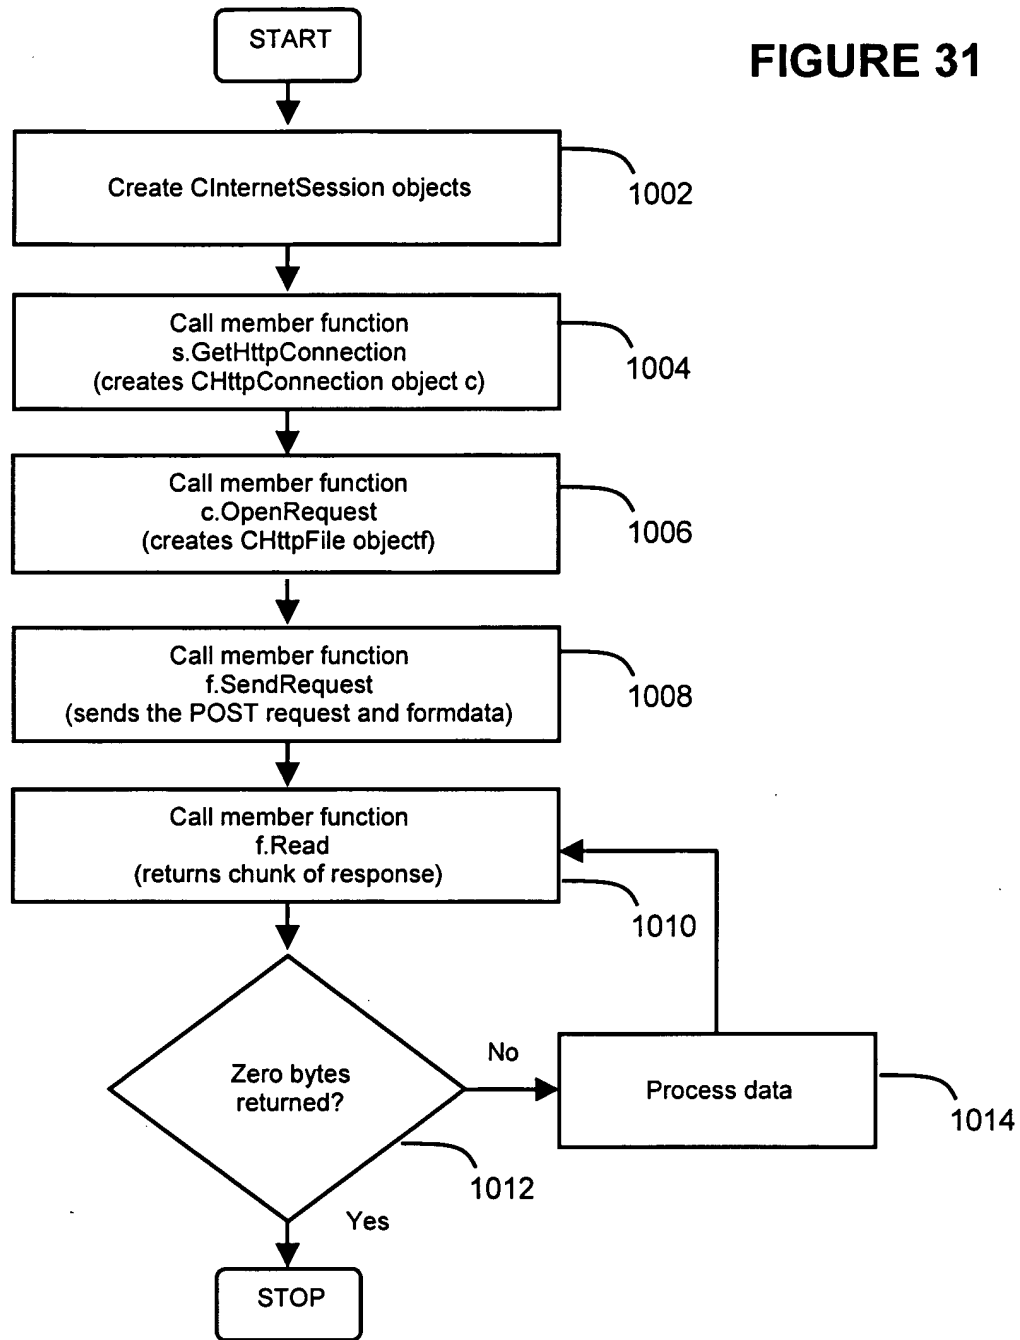 START
FIGURE 31
Create CInternetSession objects
1002
Call member function
s.GetHttpConnection
(creates CHttpConnection object c)
1004
Call member function
c.OpenRequest
(creates CHttpFile objectf)
1006
Call member function
f.SendRequest
(sends the POST request and formdata)
1008
Call member function
f.Read
(returns chunk of response)
1010
Zero bytes
returned?
No
Process data
1014
1012
Yes
STOP